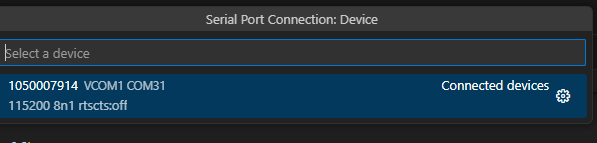 Serial Port Connection: Device
Select a device
1050007914 VCOM1 COM31 Connected devices
115200 8n1 rtscts:off